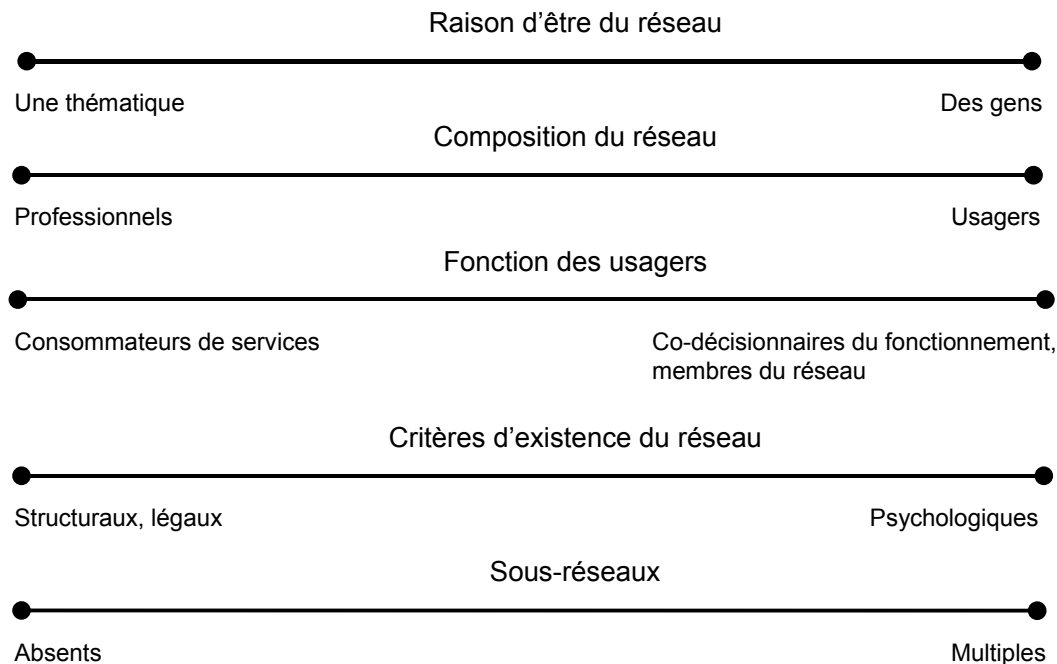 Raison d’être du réseau
Une thématique
Des gens
Composition du réseau
Professionnels
Usagers
Fonction des usagers
Consommateurs de services
Co-décisionnaires du fonctionnement,
membres du réseau
Critères d’existence du réseau
Structuraux, légaux
Psychologiques
Sous-réseaux
Absents
Multiples